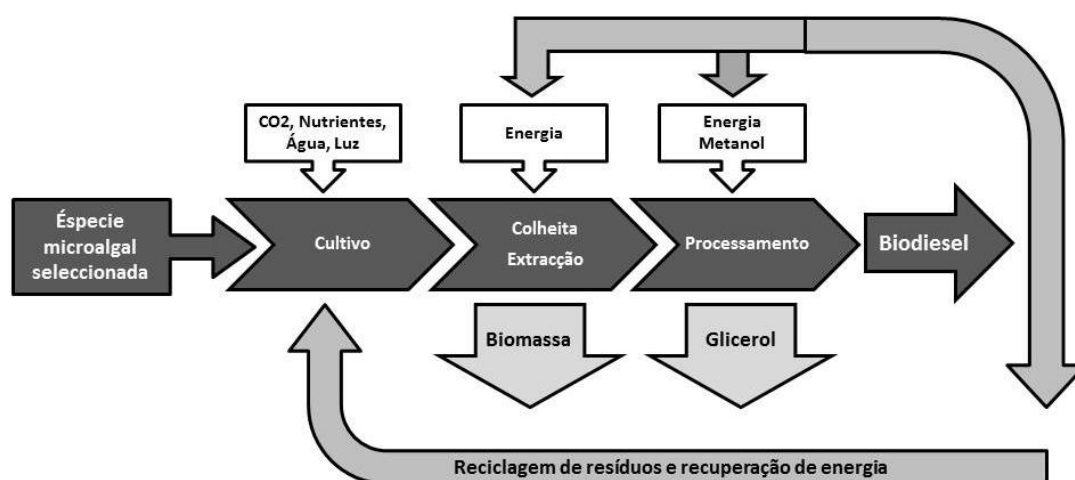 CO2, Nutrientes,
Água, Luz
Energia
Energia
Metanol
Éspecie
microalgal
seleccionada
Cultivo
Colheita
Extracção
Processamento
Biodiesel
Biomassa
Glicerol
Reciclagem de resíduos e recuperação de energia